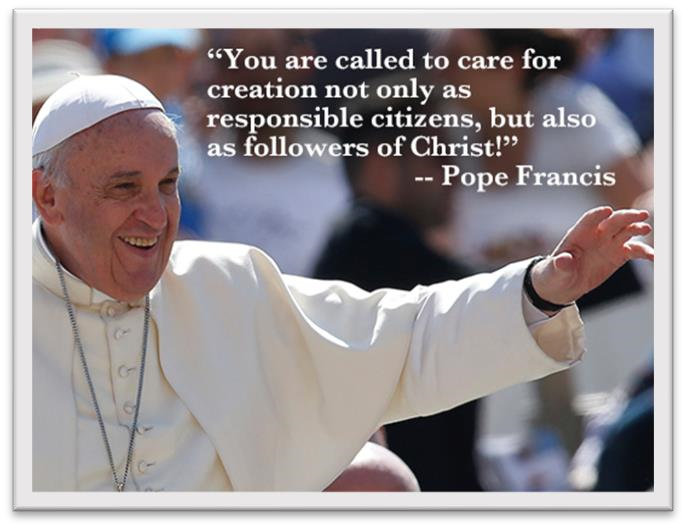 “You are called to care for
creation not only as
responsible citizens, but also
as followers of Christ!”
-- Pope Francis